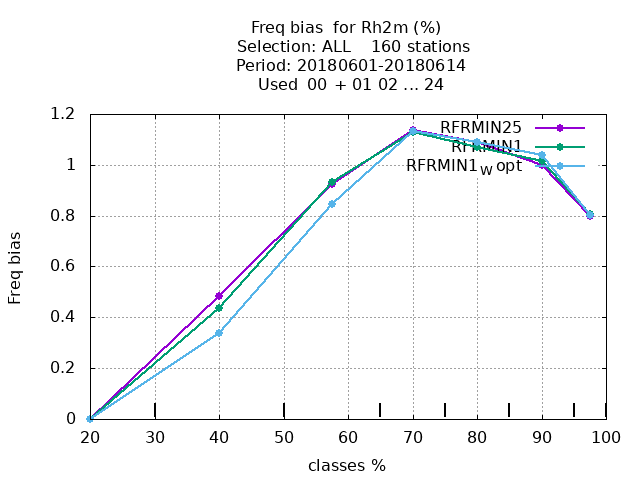 Freq bias  for Rh2m (%)
Selection: ALL    160 stations
Period: 20180601-20180614
Used  00 + 01 02 ... 24
1.2
1
0.8
0.6
0.4
0.2
0
Freq bias
RFRMIN25
RFRMIN1
RFRMIN1w opt
20 30 40 50 60 70 80 90 100
classes %